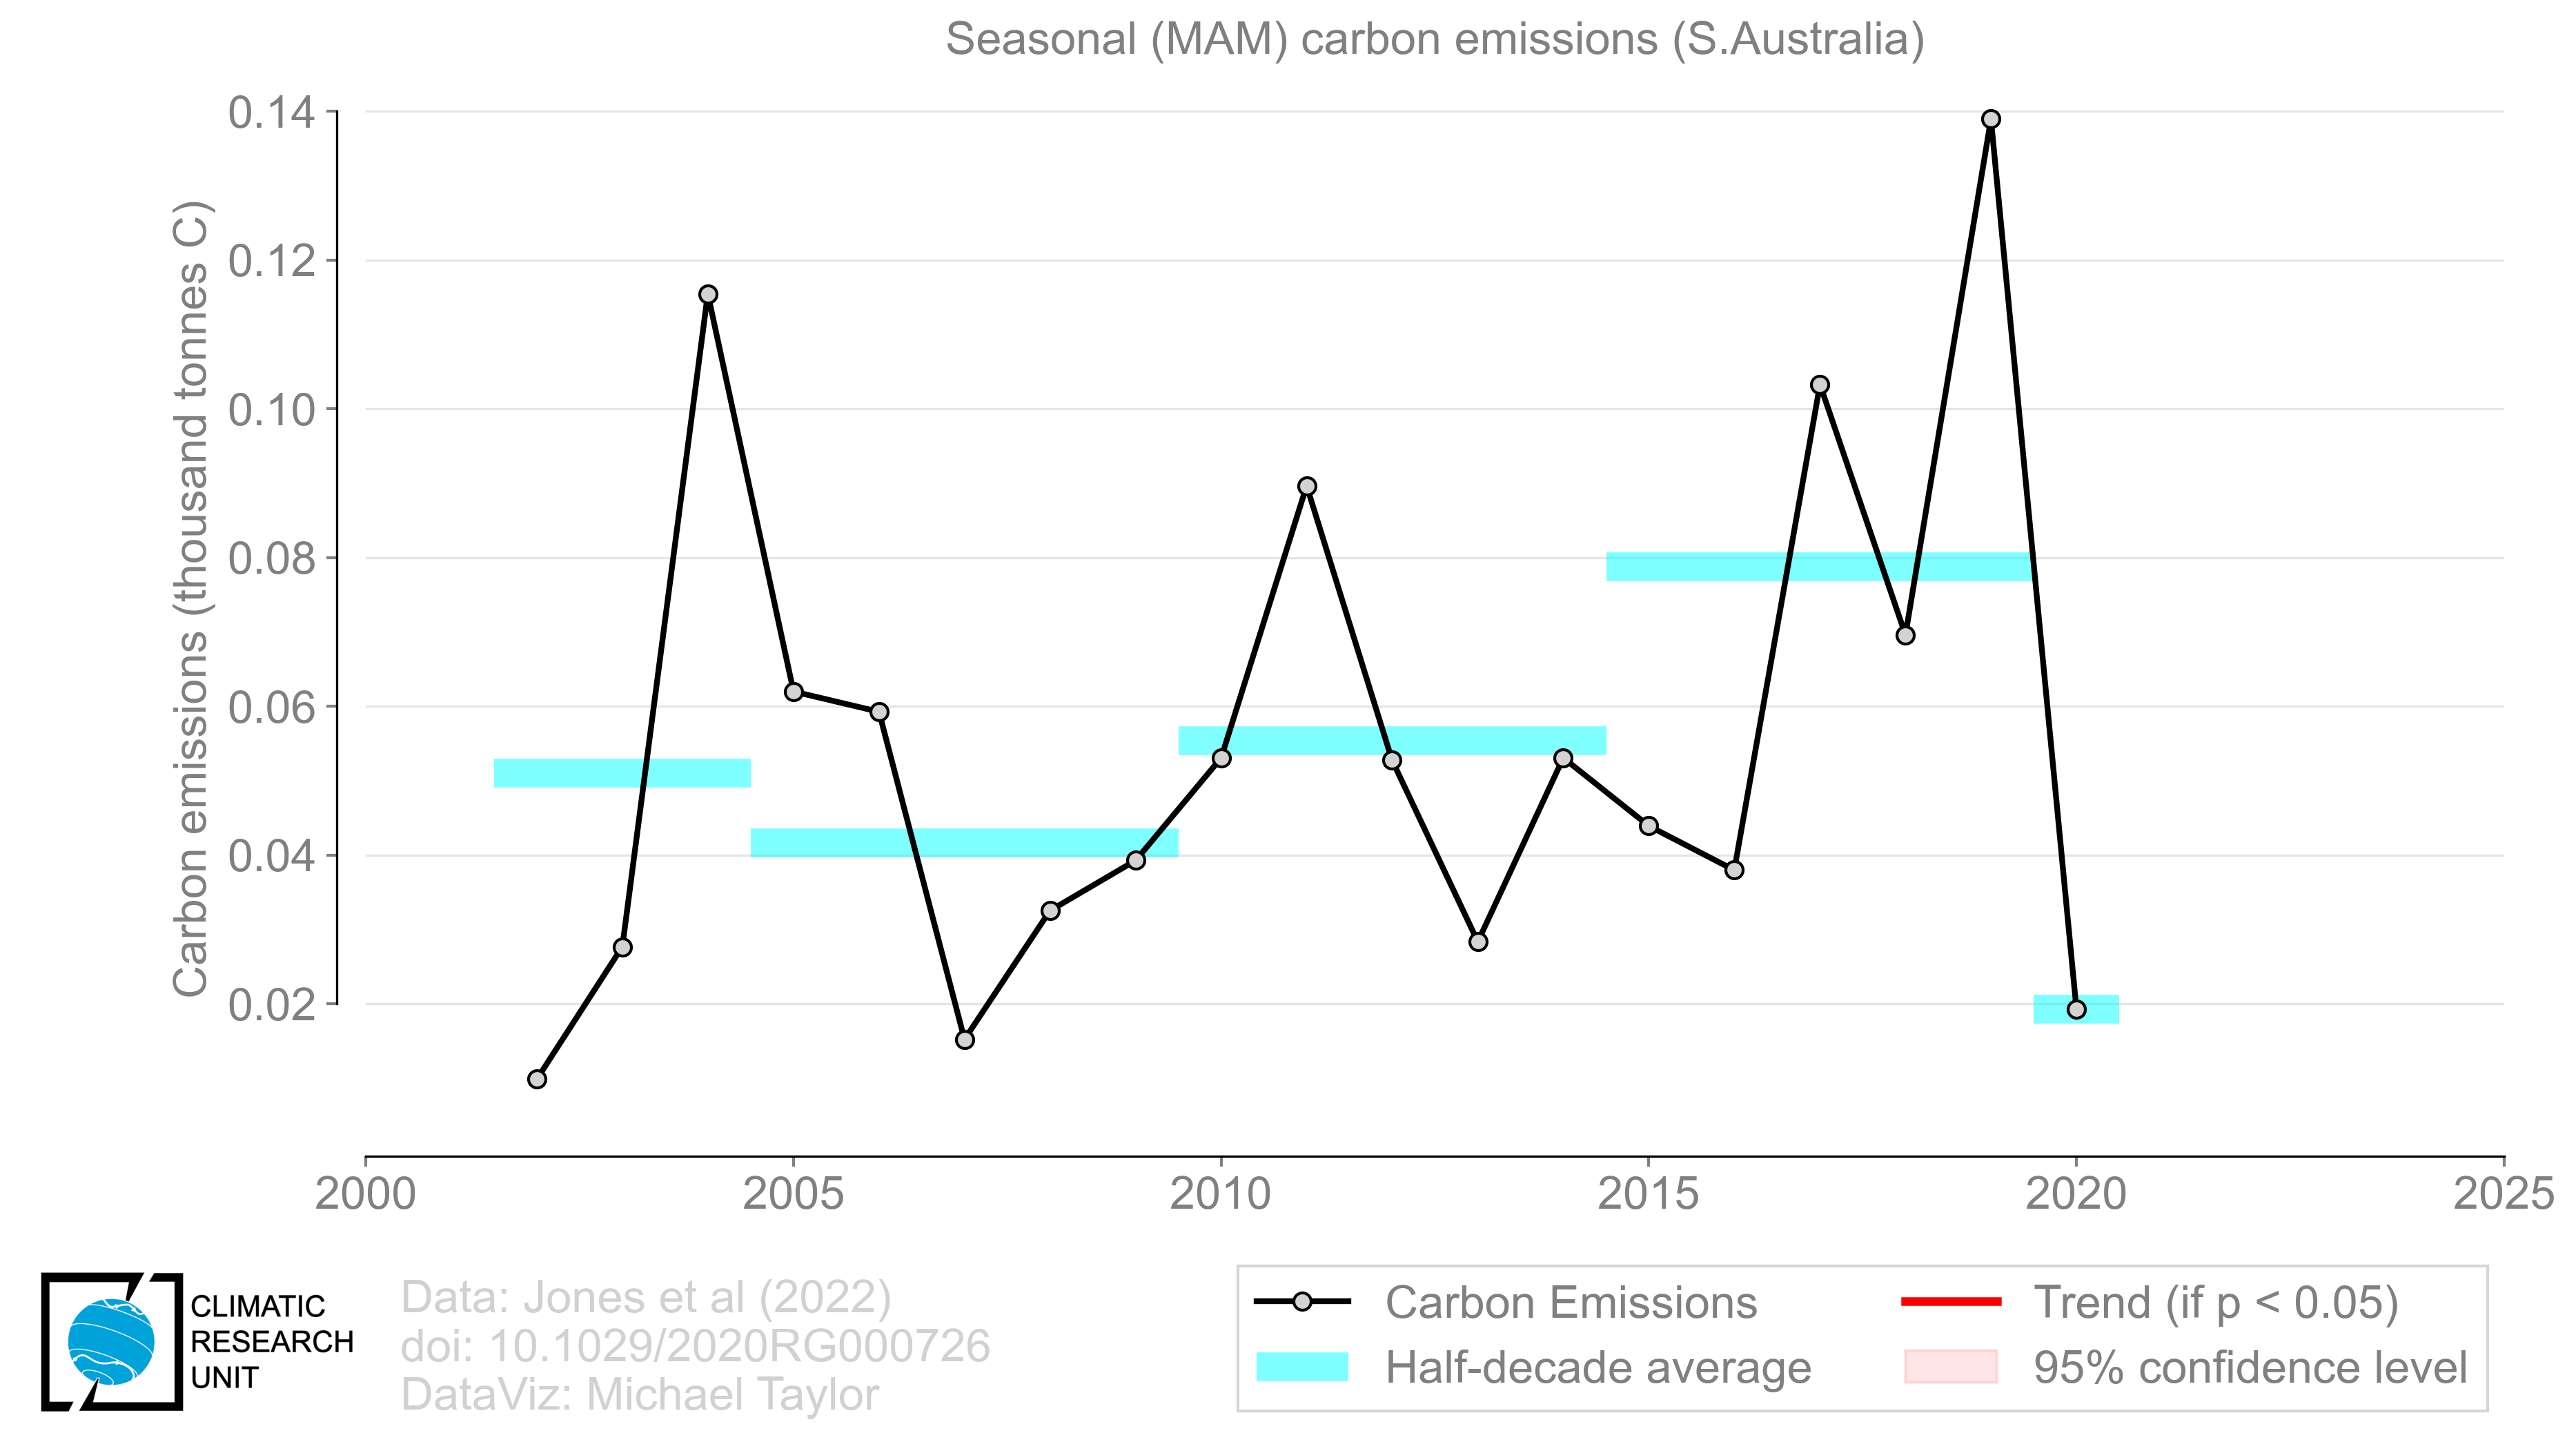 Seasonal (MAM) carbon emissions (S.Australia)
Carbon emissions (thousand tonnes C)
0.14
0.12
0.10
0.08
0.06
0.04
0.02
2000 2005 2010 2015 2020 2025
CLIMATIC
RESEARCH
UNIT
Data: Jones et al (2022)
doi: 10.1029/2020RG000726
DataViz: Michael Taylor
Carbon Emissions
Half-decade average
Trend (if p < 0.05)
95% confidence level